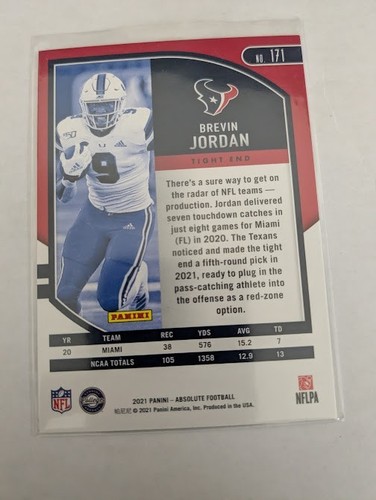 NO. 171
BREVIN
JORDAN
TIGHT END
There's a sure way to get on
the radar of NFL teams —
production. Jordan delivered
seven touchdown catches in
just eight games for Miami
(FL) in 2020. The Texans
noticed and made the tight
end a fifth-round pick in
2021, ready to plug in the
pass-catching athlete into
the offense as a red-zone
option.
9
PANINI
YR TEAM REC YDS AVG TD
20 MIAMI 38 576 15.2 7
NCAA TOTALS 105 1358 12.9 13
NFL
NFLPA
2021 PANINI – ABSOLUTE FOOTBALL
© 2021 Panini America, Inc. Produced in the USA.